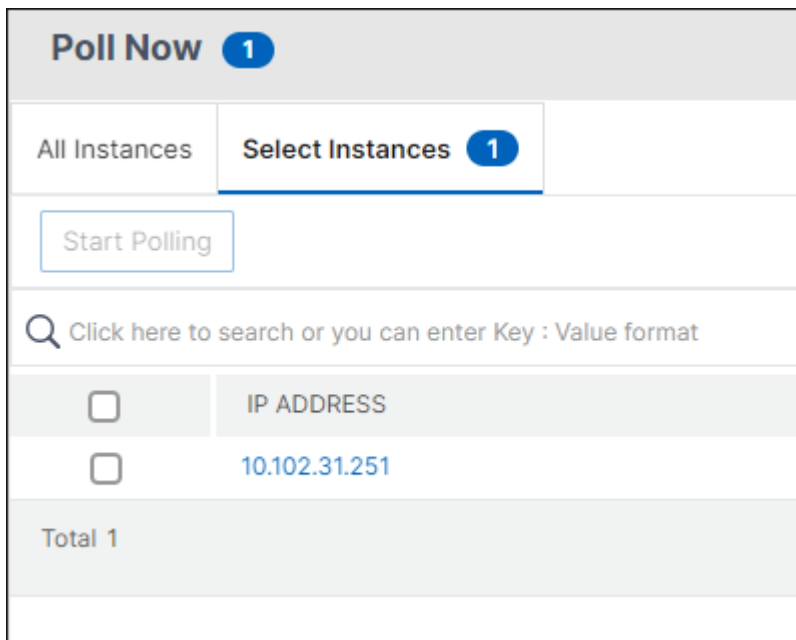 Poll Now 1
All Instances Select Instances 1
Start Polling
Click here to search or you can enter Key : Value format
IP ADDRESS
10.102.31.251
Total 1